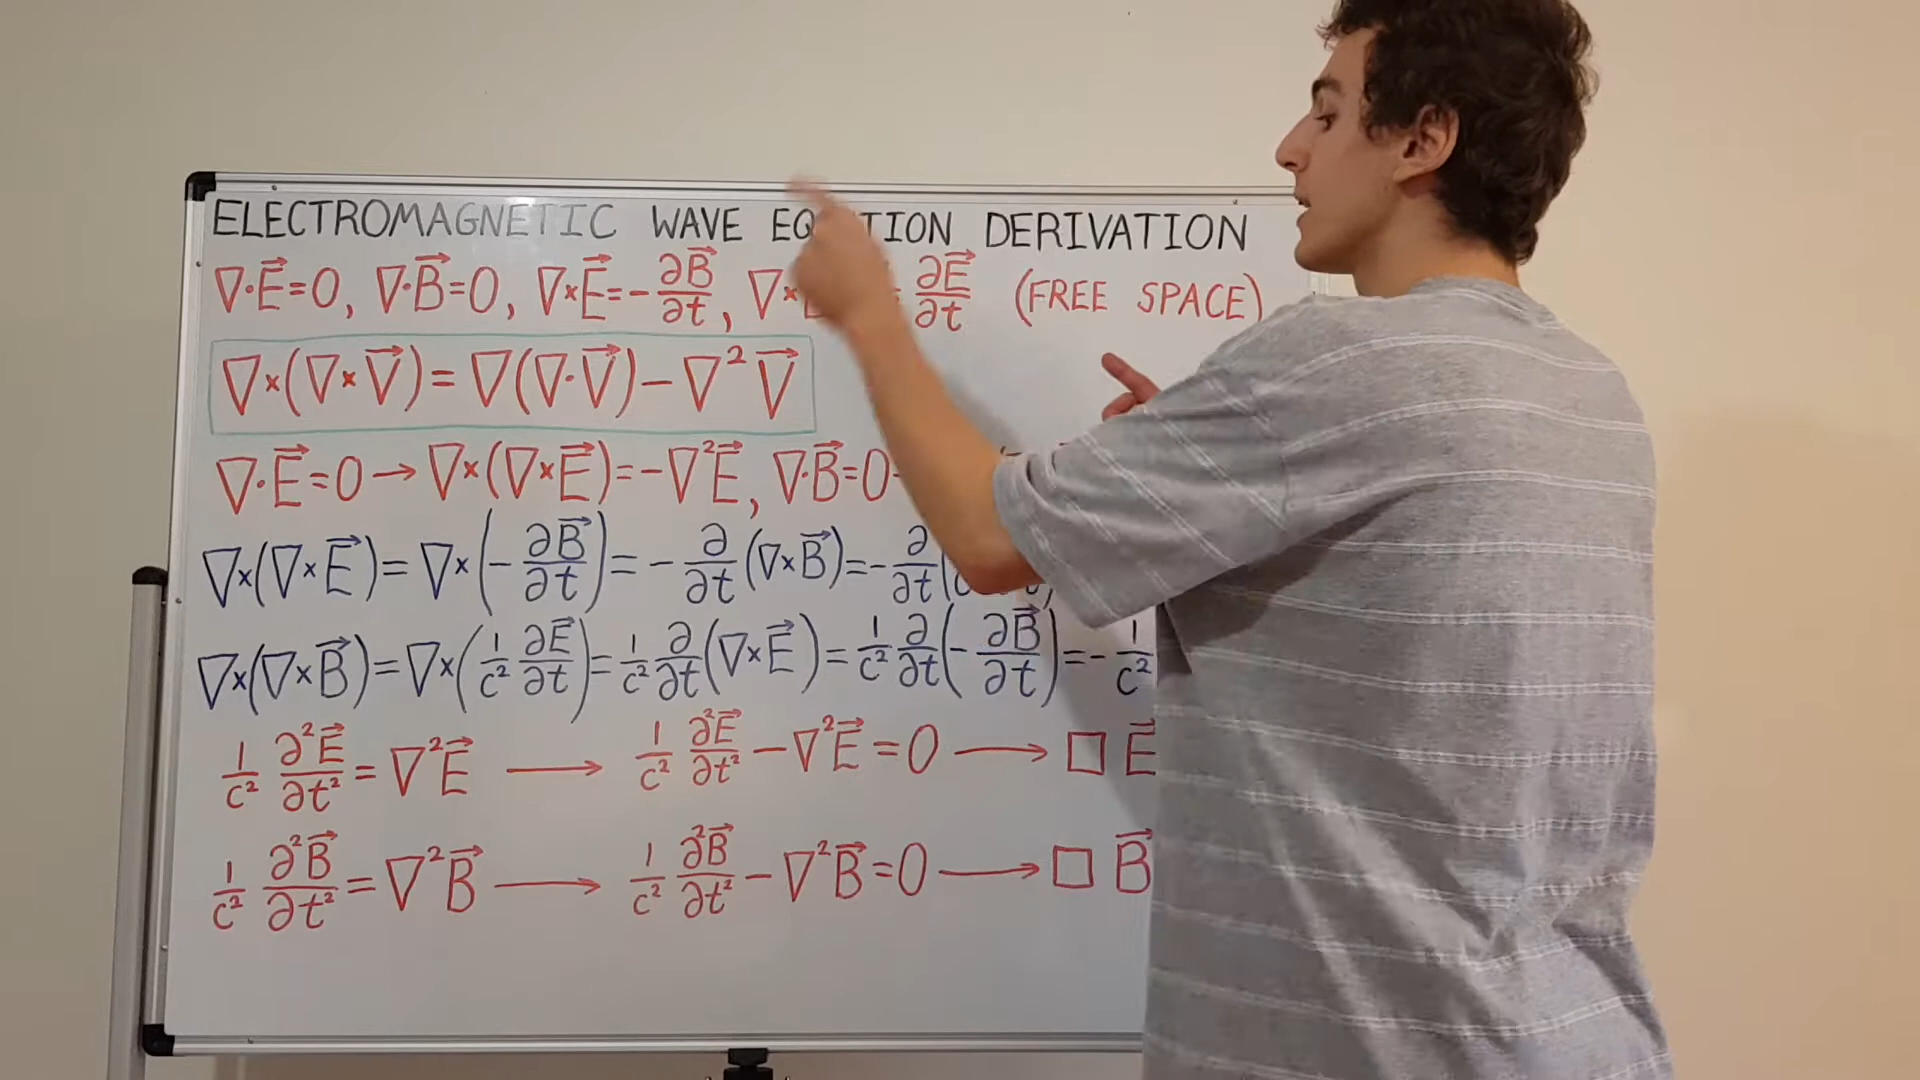 ELECTROMAGNETIC WAVE EQ TION DERIVATION
∇·E⃗=0, ∇·B⃗=0, ∇×E⃗=-∂B⃗/∂t, ∇× = ∂E⃗/∂t (FREE SPACE)
∇×(∇×V⃗)=∇(∇·V⃗)-∇²V⃗
∇·E⃗=0→∇×(∇×E⃗)=-∇²E⃗, ∇·B⃗=0
∇×(∇×E⃗)=∇×(-∂B⃗/∂t)=-∂/∂t(∇×B⃗)=-∂/∂t(
∇×(∇×B⃗)=∇×(1/c² ∂E⃗/∂t)=1/c² ∂/∂t(∇×E⃗)=1/c² ∂/∂t(-∂B⃗/∂t)=-1/c²
1/c² ∂²E⃗/∂t²=∇²E⃗ → 1/c² ∂²E⃗/∂t²-∇²E⃗=0 → □E⃗
1/c² ∂²B⃗/∂t²=∇²B⃗ → 1/c² ∂²B⃗/∂t²-∇²B⃗=0 → □B⃗